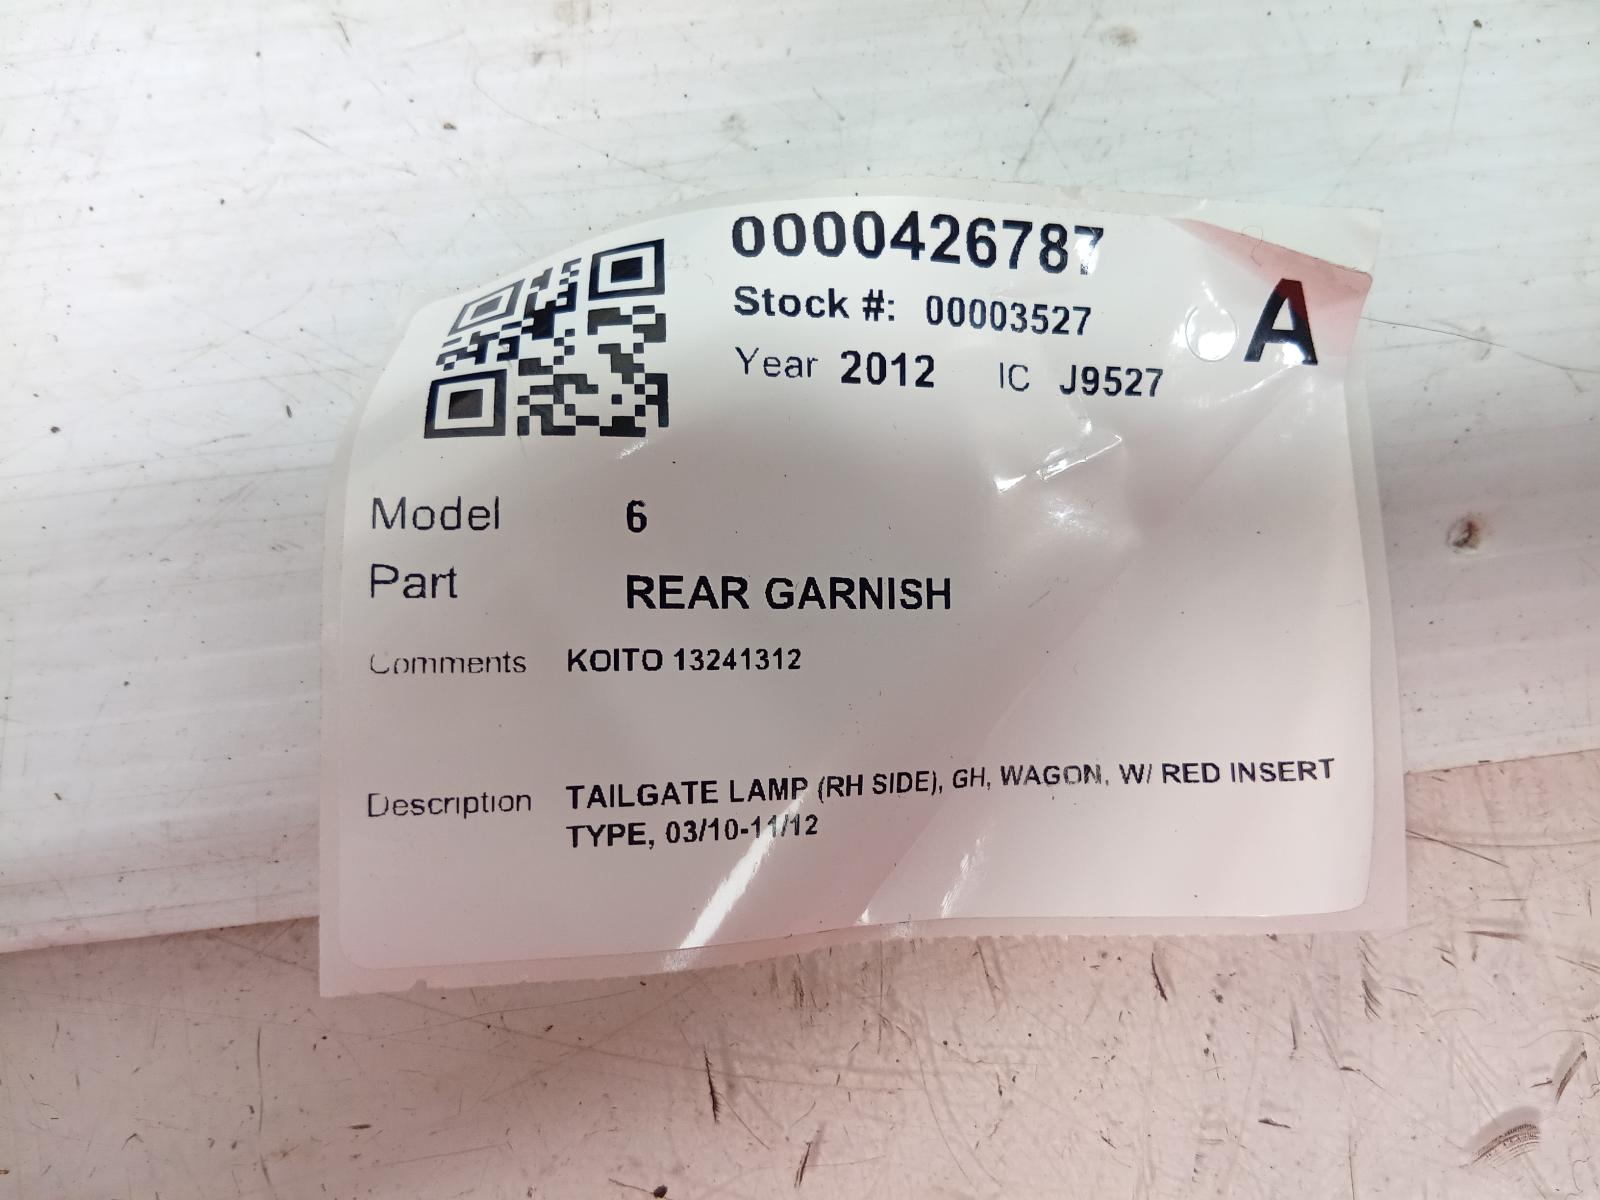 0000426787
Stock #: 00003527
A
Year 2012 IC J9527
Model 6
Part REAR GARNISH
Comments KOITO 13241312
Description TAILGATE LAMP (RH SIDE), GH, WAGON, W/ RED INSERT
TYPE, 03/10-11/12